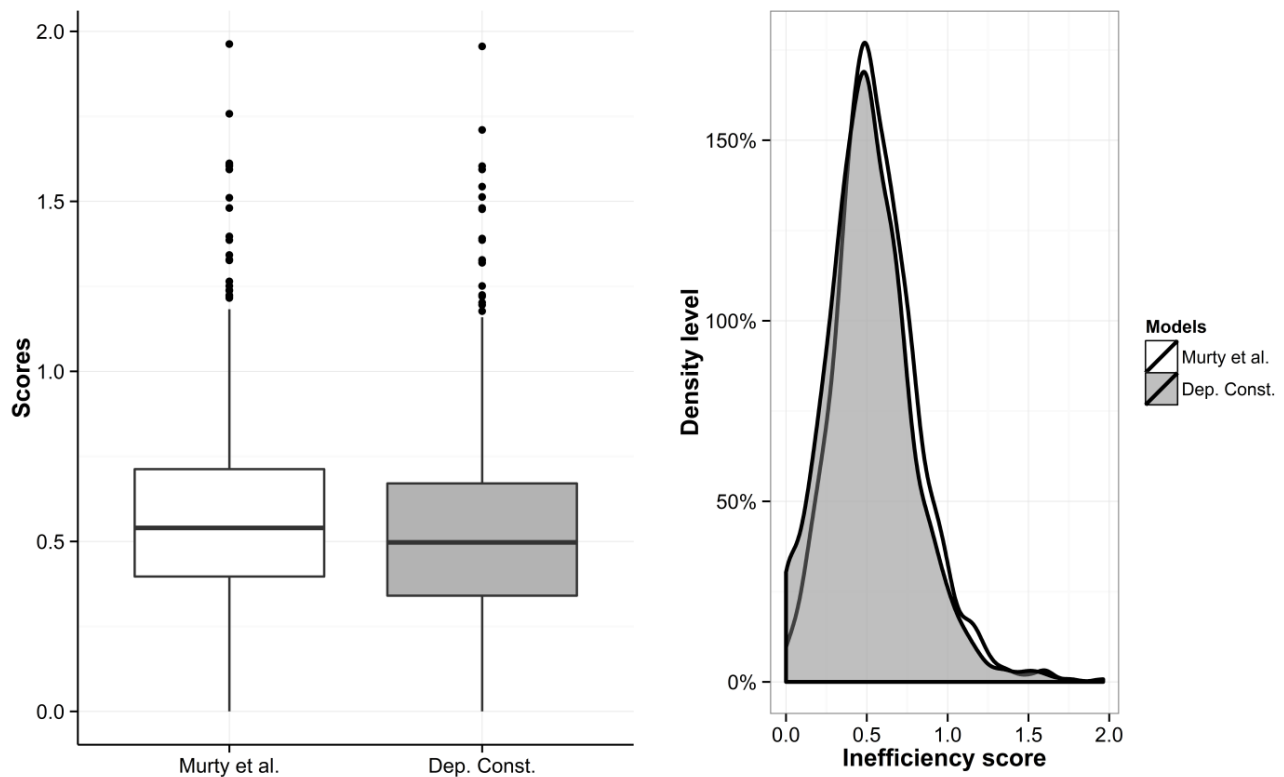 2.0
1.5
1.0
0.5
0.0
Scores
Murty et al.
Dep. Const.
150%
100%
50%
0%
Density level
0.0
0.5
1.0
1.5
2.0
Inefficiency score
Models
Murty et al.
Dep. Const.